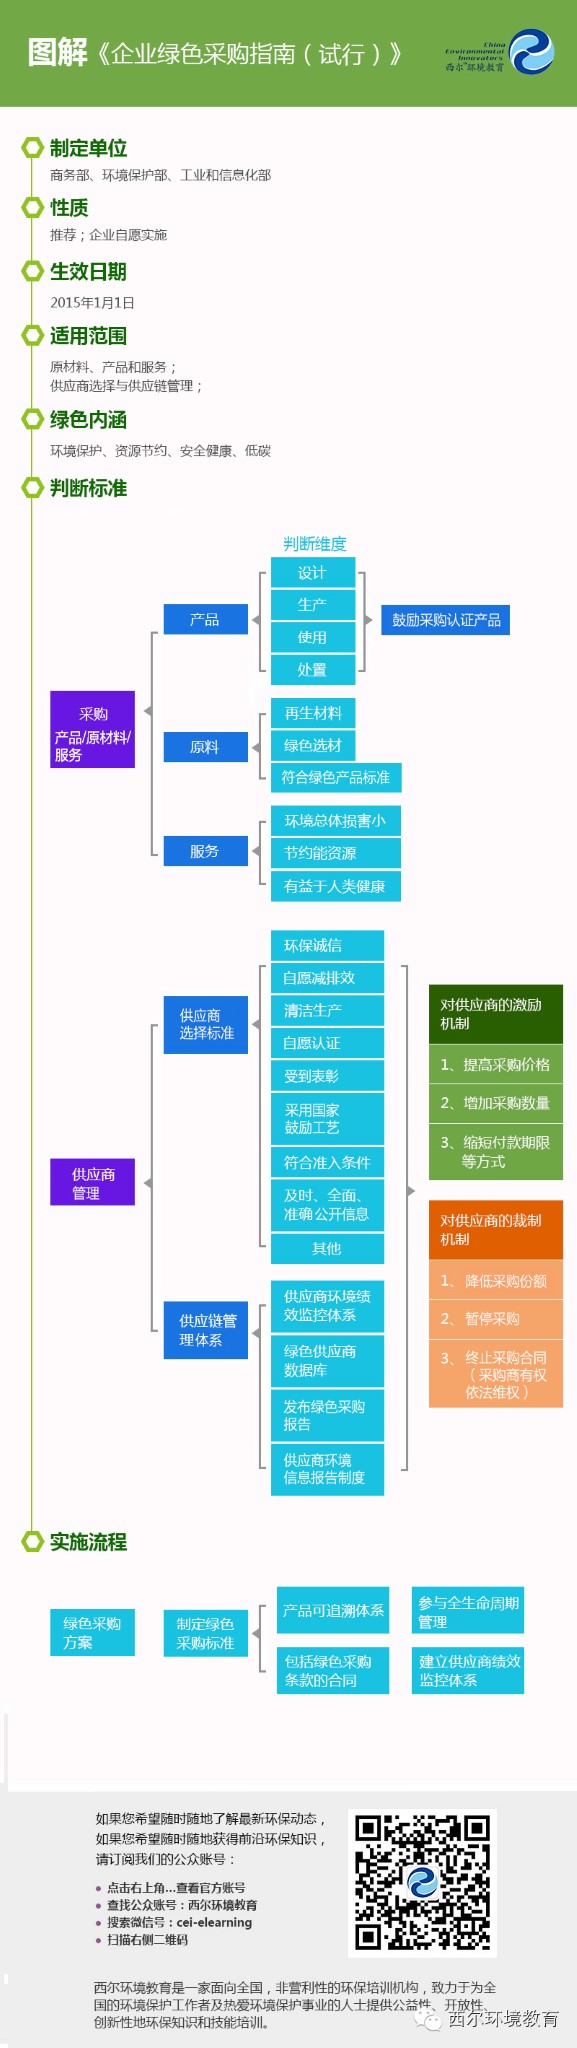 图解《企业绿色采购指南（试行）》
China
Environmental
Innovators
西尔环境教育
制定单位
商务部、环境保护部、工业和信息化部
性质
推荐；企业自愿实施
生效日期
2015年1月1日
适用范围
原材料、产品和服务；
供应商选择与供应链管理；
绿色内涵
环境保护、资源节约、安全健康、低碳
判断标准
判断维度
采购
产品/原材料/
服务
产品
设计
生产
使用
处置
鼓励采购认证产品
原料
再生材料
绿色选材
符合绿色产品标准
服务
环境总体损害小
节约能资源
有益于人类健康
供应商
管理
供应商
选择标准
环保诚信
自愿减排效
清洁生产
自愿认证
受到表彰
采用国家
鼓励工艺
符合准入条件
及时、全面、
准确公开信息
其他
供应链管
理体系
供应商环境绩
效监控体系
绿色供应商
数据库
发布绿色采购
报告
供应商环境
信息报告制度
对供应商的激励
机制
1、提高采购价格
2、增加采购数量
3、缩短付款期限
等方式
对供应商的裁制
机制
1、降低采购份额
2、暂停采购
3、终止采购合同
（采购商有权
依法维权）
实施流程
绿色采购
方案
制定绿色
采购标准
产品可追溯体系
参与全生命周期
管理
包括绿色采购
条款的合同
建立供应商绩效
监控体系
如果您希望随时随地了解最新环保动态，
如果您希望随时随地获得前沿环保知识，
请订阅我们的公众账号：
• 点击右上角...查看官方账号
• 查找公众账号：西尔环境教育
• 搜索微信号：cei-elearning
• 扫描右侧二维码
西尔环境教育是一家面向全国，非营利性的环保培训机构，致力于为全
国的环境保护工作者及热爱环境保护事业的人士提供公益性、开放性、
创新性地环保知识和技能培训。
西尔环境教育